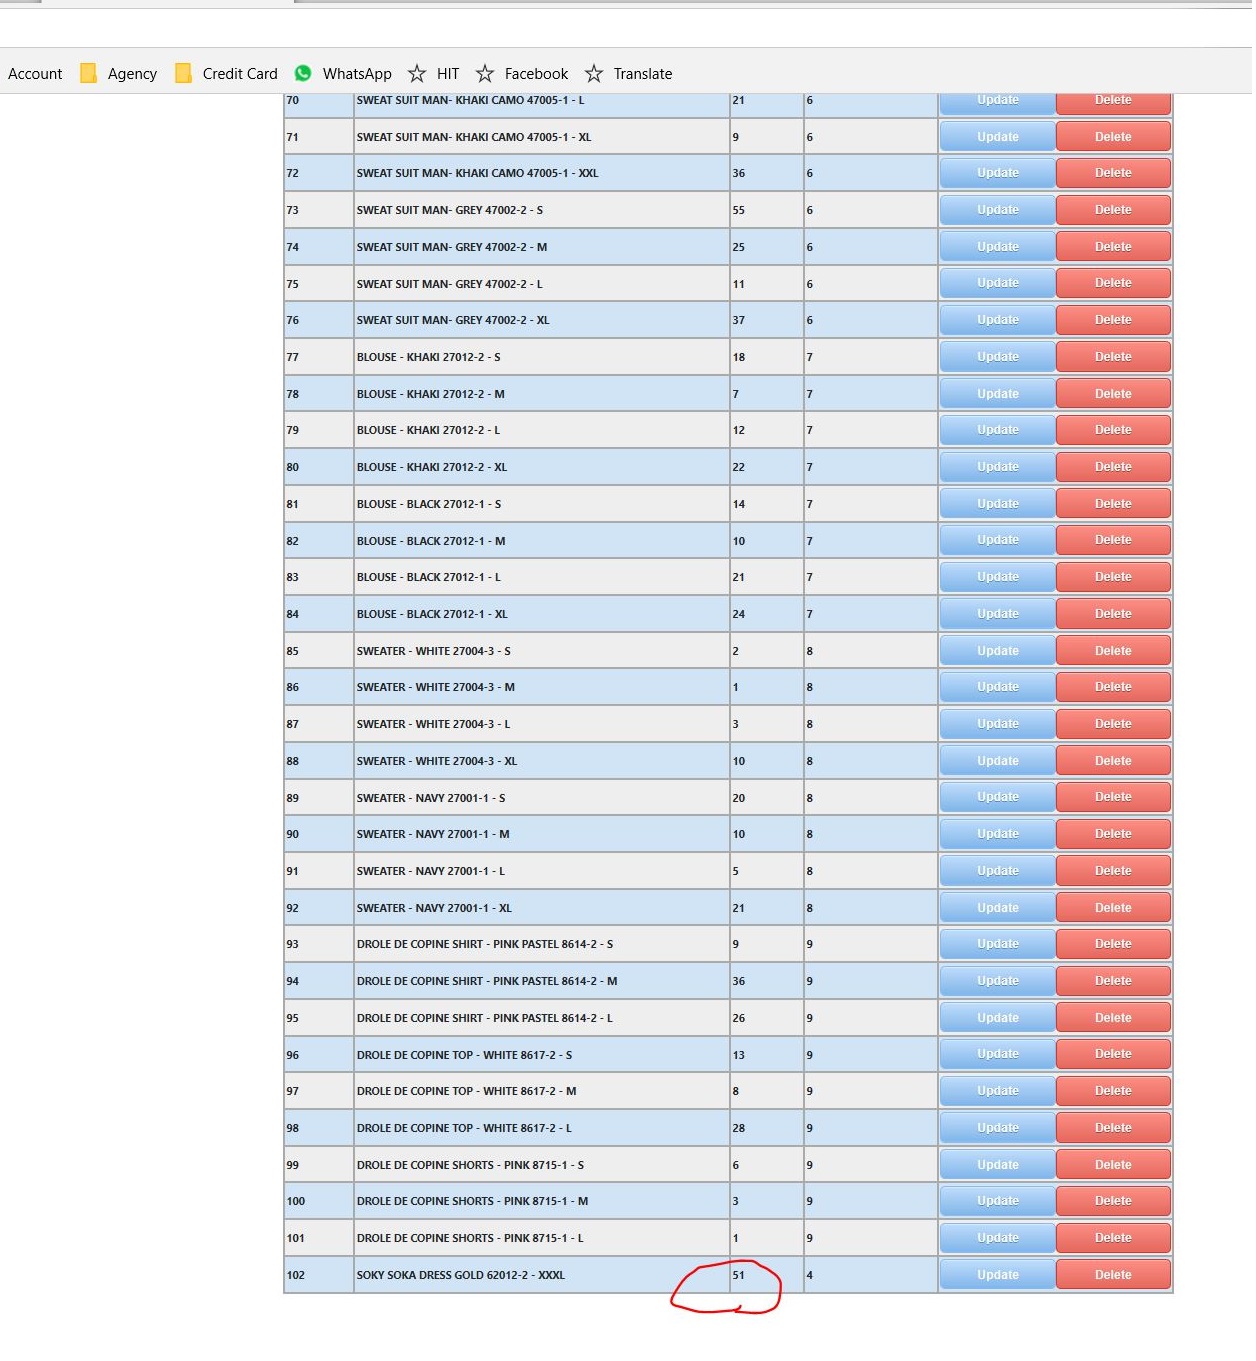 Account Agency Credit Card WhatsApp HIT Facebook Translate
70 SWEAT SUIT MAN- KHAKI CAMO 47005-1 - L 21 6 Update Delete
71 SWEAT SUIT MAN- KHAKI CAMO 47005-1 - XL 9 6 Update Delete
72 SWEAT SUIT MAN- KHAKI CAMO 47005-1 - XXL 36 6 Update Delete
73 SWEAT SUIT MAN- GREY 47002-2 - S 55 6 Update Delete
74 SWEAT SUIT MAN- GREY 47002-2 - M 25 6 Update Delete
75 SWEAT SUIT MAN- GREY 47002-2 - L 11 6 Update Delete
76 SWEAT SUIT MAN- GREY 47002-2 - XL 37 6 Update Delete
77 BLOUSE - KHAKI 27012-2 - S 18 7 Update Delete
78 BLOUSE - KHAKI 27012-2 - M 7 7 Update Delete
79 BLOUSE - KHAKI 27012-2 - L 12 7 Update Delete
80 BLOUSE - KHAKI 27012-2 - XL 22 7 Update Delete
81 BLOUSE - BLACK 27012-1 - S 14 7 Update Delete
82 BLOUSE - BLACK 27012-1 - M 10 7 Update Delete
83 BLOUSE - BLACK 27012-1 - L 21 7 Update Delete
84 BLOUSE - BLACK 27012-1 - XL 24 7 Update Delete
85 SWEATER - WHITE 27004-3 - S 2 8 Update Delete
86 SWEATER - WHITE 27004-3 - M 1 8 Update Delete
87 SWEATER - WHITE 27004-3 - L 3 8 Update Delete
88 SWEATER - WHITE 27004-3 - XL 10 8 Update Delete
89 SWEATER - NAVY 27001-1 - S 20 8 Update Delete
90 SWEATER - NAVY 27001-1 - M 10 8 Update Delete
91 SWEATER - NAVY 27001-1 - L 5 8 Update Delete
92 SWEATER - NAVY 27001-1 - XL 21 8 Update Delete
93 DROLE DE COPINE SHIRT - PINK PASTEL 8614-2 - S 9 9 Update Delete
94 DROLE DE COPINE SHIRT - PINK PASTEL 8614-2 - M 36 9 Update Delete
95 DROLE DE COPINE SHIRT - PINK PASTEL 8614-2 - L 26 9 Update Delete
96 DROLE DE COPINE TOP - WHITE 8617-2 - S 13 9 Update Delete
97 DROLE DE COPINE TOP - WHITE 8617-2 - M 8 9 Update Delete
98 DROLE DE COPINE TOP - WHITE 8617-2 - L 28 9 Update Delete
99 DROLE DE COPINE SHORTS - PINK 8715-1 - S 6 9 Update Delete
100 DROLE DE COPINE SHORTS - PINK 8715-1 - M 3 9 Update Delete
101 DROLE DE COPINE SHORTS - PINK 8715-1 - L 1 9 Update Delete
102 SOKY SOKA DRESS GOLD 62012-2 - XXXL 51 4 Update Delete